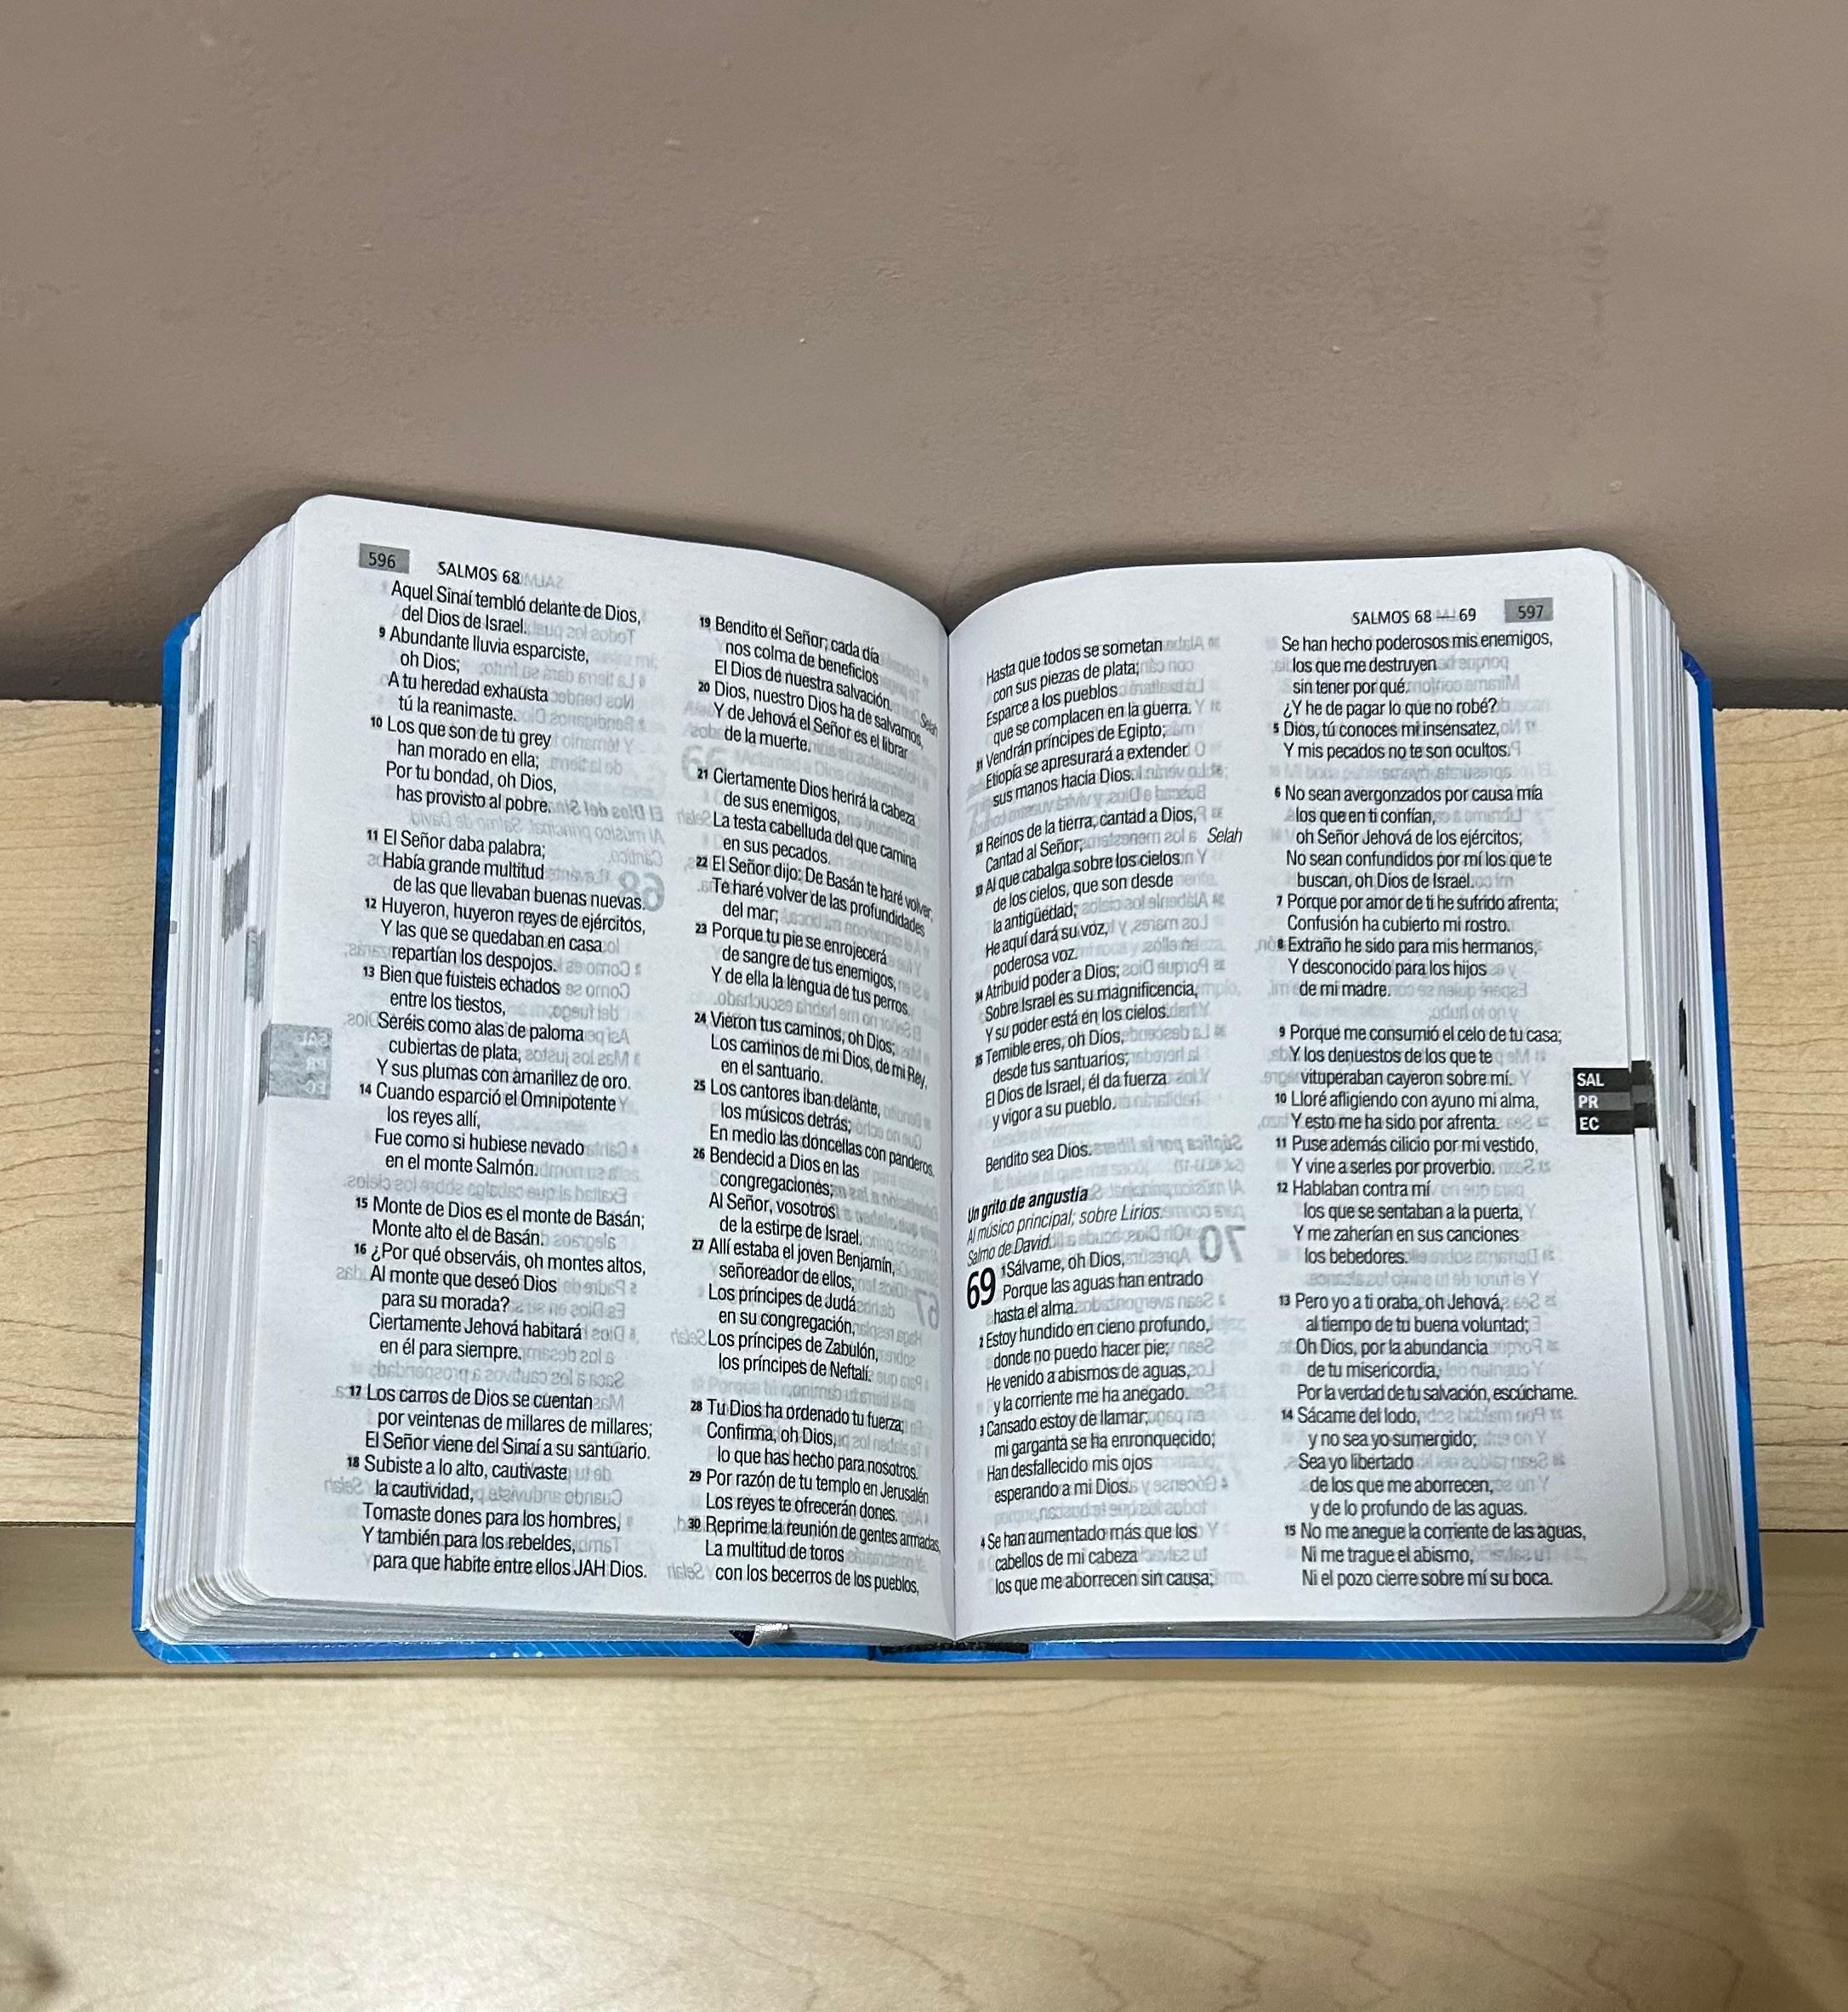 596
SALMOS 68
Aquel Sinaí tembló delante de Dios,
del Dios de Israel.
9 Abundante lluvia esparciste,
oh Dios;
A tu heredad exhausta
tú la reanimaste.
10 Los que son de tu grey
han morado en ella;
Por tu bondad, oh Dios,
has provisto al pobre.
11 El Señor daba palabra;
Había grande multitud
de las que llevaban buenas nuevas.
12 Huyeron, huyeron reyes de ejércitos,
Y las que se quedaban en casa
repartían los despojos.
13 Bien que fuisteis echados
entre los tiestos,
Seréis como alas de paloma
cubiertas de plata,
Y sus plumas con amarillez de oro.
14 Cuando esparció el Omnipotente
los reyes allí,
Fue como si hubiese nevado
en el monte Salmón.
15 Monte de Dios es el monte de Basán;
Monte alto el de Basán.
16 ¿Por qué observáis, oh montes altos,
Al monte que deseó Dios
para su morada?
Ciertamente Jehová habitará
en él para siempre.
17 Los carros de Dios se cuentan
por veintenas de millares de millares;
El Señor viene del Sinaí a su santuario.
18 Subiste a lo alto, cautivaste
la cautividad,
Tomaste dones para los hombres,
Y también para los rebeldes,
para que habite entre ellos JAH Dios.
19 Bendito el Señor; cada día
nos colma de beneficios
El Dios de nuestra salvación.
Selah
20 Dios, nuestro Dios ha de salvarnos,
Y de Jehová el Señor es el librar
de la muerte.
21 Ciertamente Dios herirá la cabeza
de sus enemigos,
La testa cabelluda del que camina
en sus pecados.
22 El Señor dijo: De Basán te haré volver;
Te haré volver de las profundidades
del mar;
23 Porque tu pie se enrojecerá
de sangre de tus enemigos,
Y de ella la lengua de tus perros.
24 Vieron tus caminos, oh Dios;
Los caminos de mi Dios, de mi Rey,
en el santuario.
25 Los cantores iban delante,
los músicos detrás;
En medio las doncellas con panderos.
26 Bendecid a Dios en las
congregaciones;
Al Señor, vosotros
de la estirpe de Israel.
27 Allí estaba el joven Benjamín,
señoreador de ellos,
Los príncipes de Judá
en su congregación,
Los príncipes de Zabulón,
los príncipes de Neftalí.
28 Tu Dios ha ordenado tu fuerza;
Confirma, oh Dios,
lo que has hecho para nosotros.
29 Por razón de tu templo en Jerusalén
Los reyes te ofrecerán dones.
30 Reprime la reunión de gentes armadas,
La multitud de toros
con los becerros de los pueblos,
SALMOS 68 — 69
597
Hasta que todos se sometan
con sus piezas de plata;
Esparce a los pueblos
que se complacen en la guerra.
31 Vendrán príncipes de Egipto;
Etiopía se apresurará a extender
sus manos hacia Dios.
32 Reinos de la tierra, cantad a Dios,
Cantad al Señor; Selah
33 Al que cabalga sobre los cielos
de los cielos, que son desde
la antigüedad;
He aquí dará su voz,
poderosa voz.
34 Atribuid poder a Dios;
Sobre Israel es su magnificencia,
Y su poder está en los cielos.
35 Temible eres, oh Dios,
desde tus santuarios;
El Dios de Israel, él da fuerza
y vigor a su pueblo.
Bendito sea Dios.
Un grito de angustia
Al músico principal; sobre Lirios.
Salmo de David.
69 1 Sálvame, oh Dios,
Porque las aguas han entrado
hasta el alma.
2 Estoy hundido en cieno profundo,
donde no puedo hacer pie;
He venido a abismos de aguas,
y la corriente me ha anegado.
3 Cansado estoy de llamar;
mi garganta se ha enronquecido;
Han desfallecido mis ojos
esperando a mi Dios.
4 Se han aumentado más que los
cabellos de mi cabeza
los que me aborrecen sin causa;
Se han hecho poderosos mis enemigos,
los que me destruyen
sin tener por qué.
¿Y he de pagar lo que no robé?
5 Dios, tú conoces mi insensatez,
Y mis pecados no te son ocultos.
6 No sean avergonzados por causa mía
los que en ti confían,
oh Señor Jehová de los ejércitos;
No sean confundidos por mí los que te
buscan, oh Dios de Israel.
7 Porque por amor de ti he sufrido afrenta;
Confusión ha cubierto mi rostro.
8 Extraño he sido para mis hermanos,
Y desconocido para los hijos
de mi madre.
9 Porque me consumió el celo de tu casa;
Y los denuestos de los que te
vituperaban cayeron sobre mí.
10 Lloré afligiendo con ayuno mi alma,
Y esto me ha sido por afrenta.
11 Puse además cilicio por mi vestido,
Y vine a serles por proverbio.
12 Hablaban contra mí
los que se sentaban a la puerta,
Y me zaherían en sus canciones
los bebedores.
13 Pero yo a ti oraba, oh Jehová,
al tiempo de tu buena voluntad;
Oh Dios, por la abundancia
de tu misericordia,
Por la verdad de tu salvación, escúchame.
14 Sácame del lodo,
y no sea yo sumergido;
Sea yo libertado
de los que me aborrecen,
y de lo profundo de las aguas.
15 No me anegue la corriente de las aguas,
Ni me trague el abismo,
Ni el pozo cierre sobre mí su boca.
SAL
PR
EC